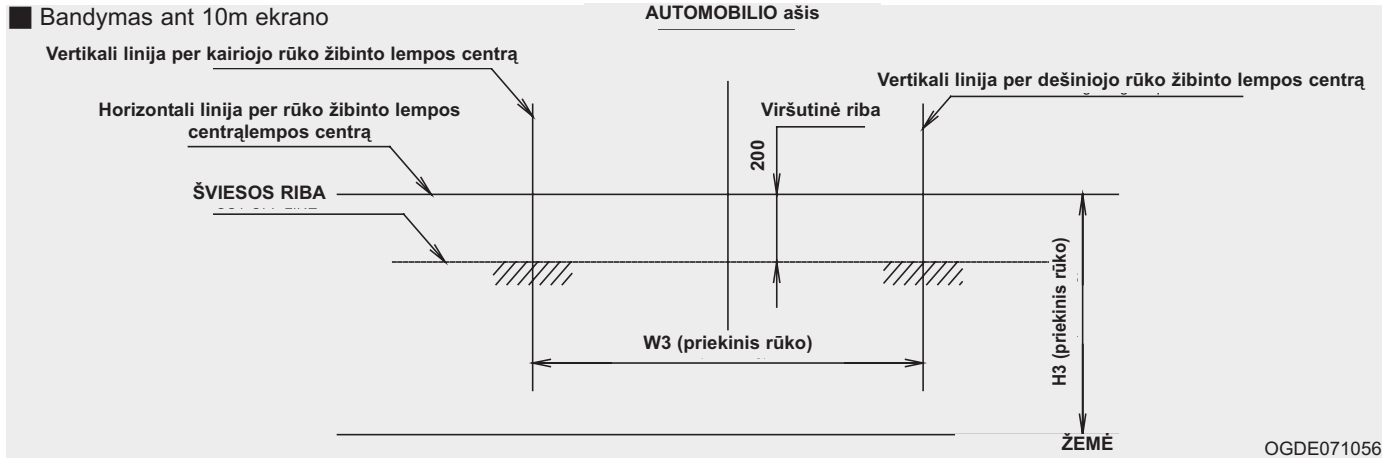 Bandymas ant 10m ekrano
AUTOMOBILIO ašis
Vertikali linija per kairiojo rūko žibinto lempos centrą
Vertikali linija per dešiniojo rūko žibinto lempos centrą
Horizontali linija per rūko žibinto lempos
centrąlempos centrą
Viršutinė riba
200
ŠVIESOS RIBA
W3 (priekinis rūko)
H3 (priekinis rūko)
ŽEMĖ
OGDE071056